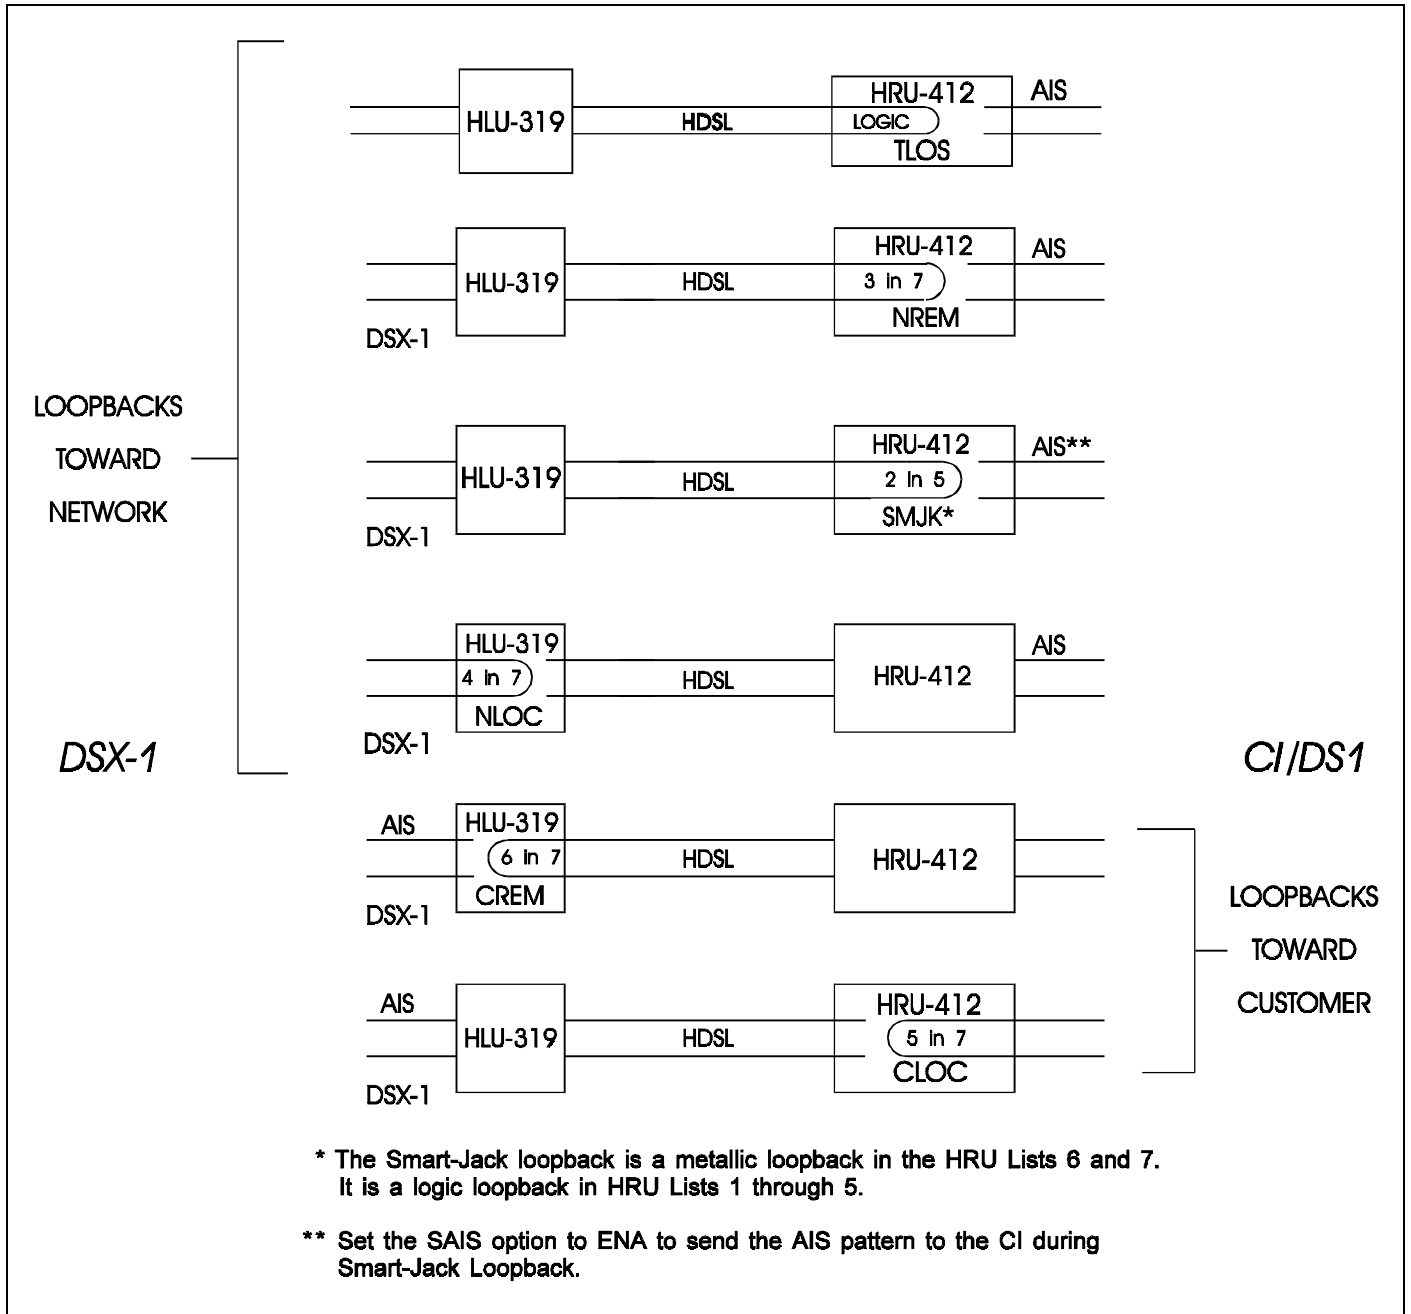 HLU-319
HDSL
HRU-412
LOGIC
TLOS
AIS
HLU-319
DSX-1
HDSL
HRU-412
3 in 7
NREM
AIS
LOOPBACKS
TOWARD
NETWORK
HLU-319
DSX-1
HDSL
HRU-412
2 in 5
SMJK*
AIS**
HLU-319
4 in 7
NLOC
DSX-1
HDSL
HRU-412
AIS
DSX-1
CI/DS1
AIS
HLU-319
6 in 7
CREM
DSX-1
HDSL
HRU-412
LOOPBACKS
TOWARD
CUSTOMER
AIS
HLU-319
DSX-1
HDSL
HRU-412
5 in 7
CLOC
* The Smart-Jack loopback is a metallic loopback in the HRU Lists 6 and 7.
It is a logic loopback in HRU Lists 1 through 5.
** Set the SAIS option to ENA to send the AIS pattern to the CI during
Smart-Jack Loopback.